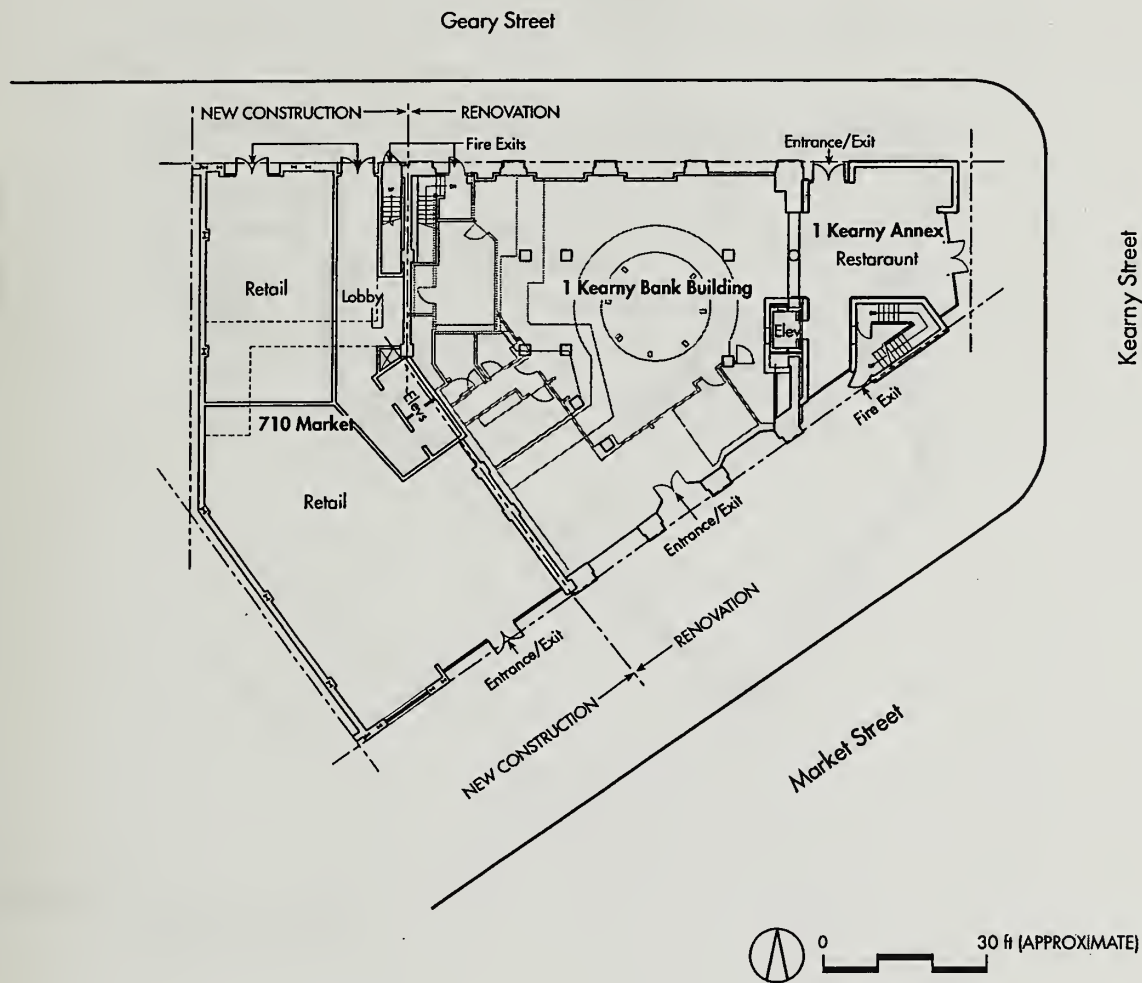 Geary Street
NEW CONSTRUCTION
RENOVATION
Fire Exits
Entrance/Exit
1 Kearny Annex
Restaraunt
Kearny Street
Retail
Lobby
1 Kearny Bank Building
Elev
Elevs
710 Market
Fire Exit
Retail
Entrance/Exit
Entrance/Exit
RENOVATION
NEW CONSTRUCTION
Market Street
0
30 ft (APPROXIMATE)